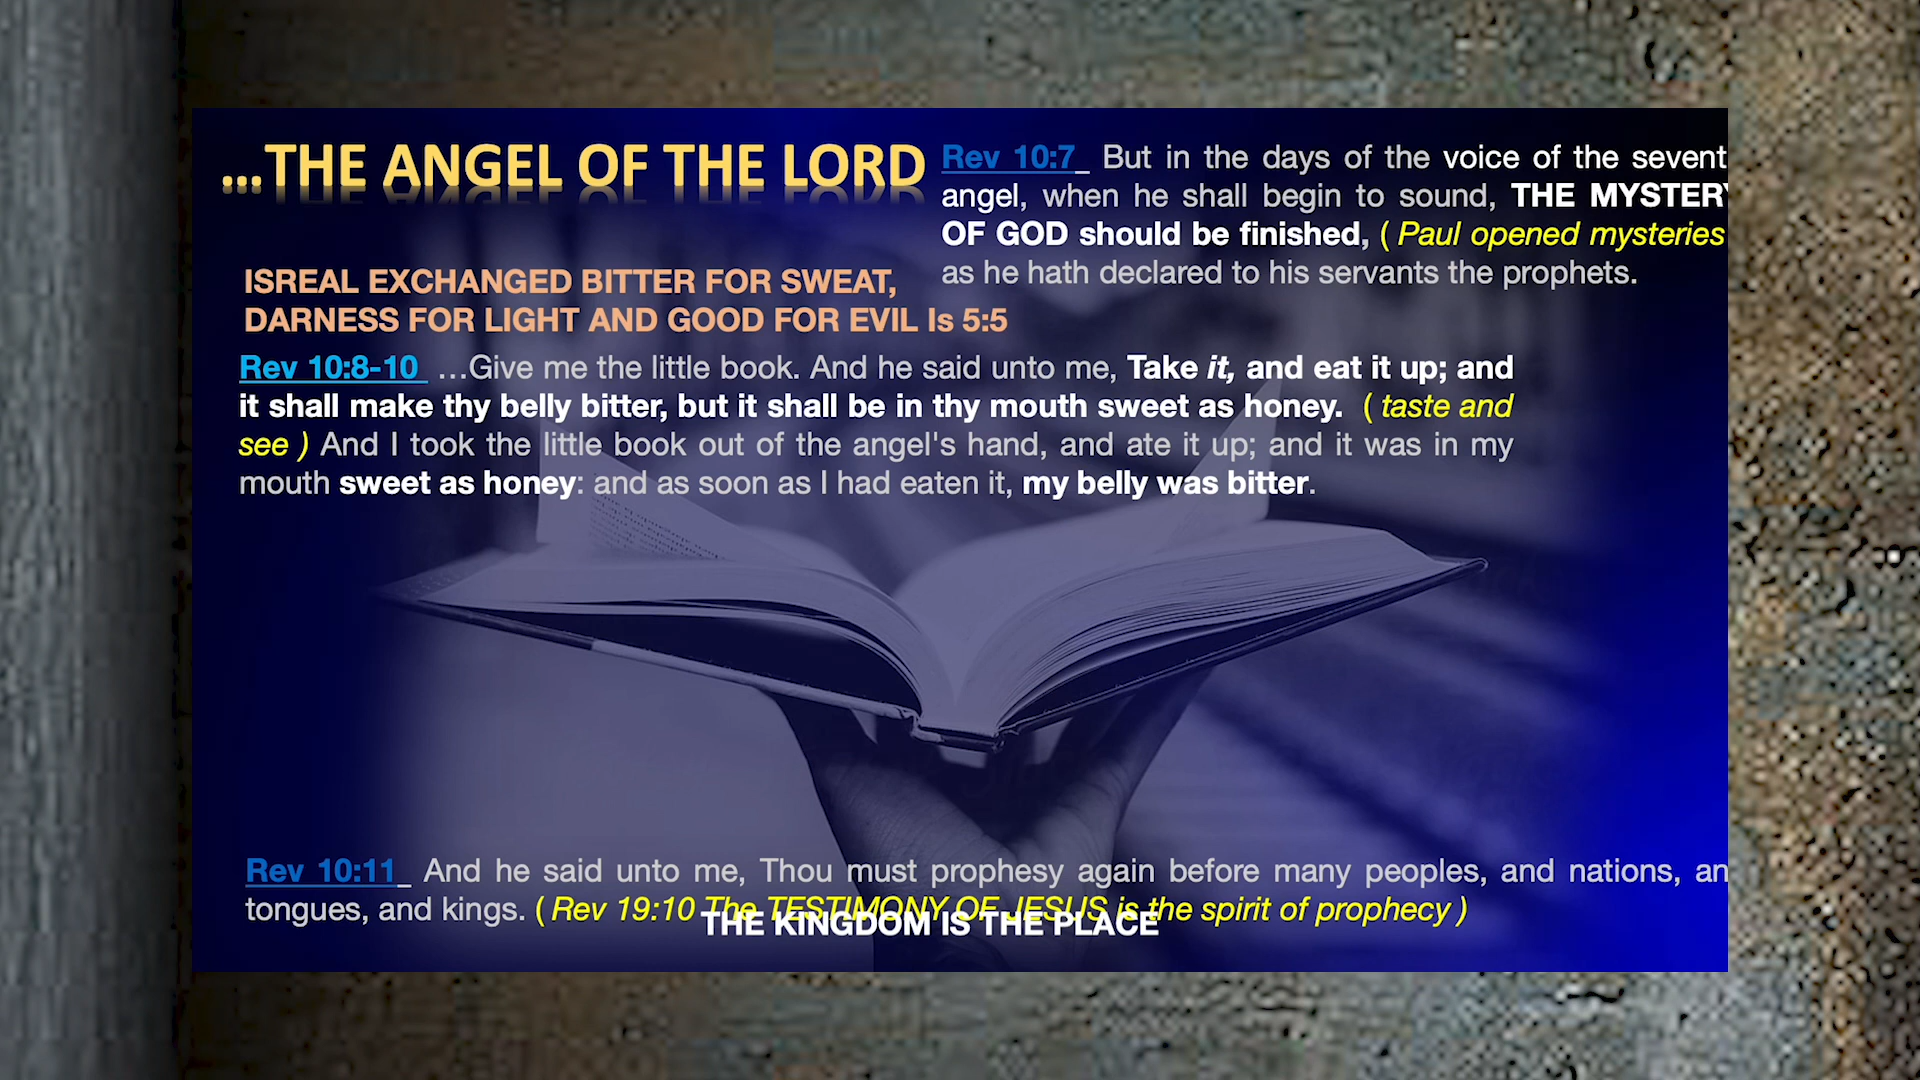 ...THE ANGEL OF THE LORD
Rev 10:7_ But in the days of the voice of the sevent
angel, when he shall begin to sound, THE MYSTERY
OF GOD should be finished, ( Paul opened mysteries
as he hath declared to his servants the prophets.
ISREAL EXCHANGED BITTER FOR SWEAT,
DARNESS FOR LIGHT AND GOOD FOR EVIL Is 5:5
Rev 10:8-10 …Give me the little book. And he said unto me, Take it, and eat it up; and
it shall make thy belly bitter, but it shall be in thy mouth sweet as honey. ( taste and
see ) And I took the little book out of the angel's hand, and ate it up; and it was in my
mouth sweet as honey: and as soon as I had eaten it, my belly was bitter.
Rev 10:11_ And he said unto me, Thou must prophesy again before many peoples, and nations, an
tongues, and kings. ( Rev 19:10 The TESTIMONY OF JESUS is the spirit of prophecy )
THE KINGDOM IS THE PLACE